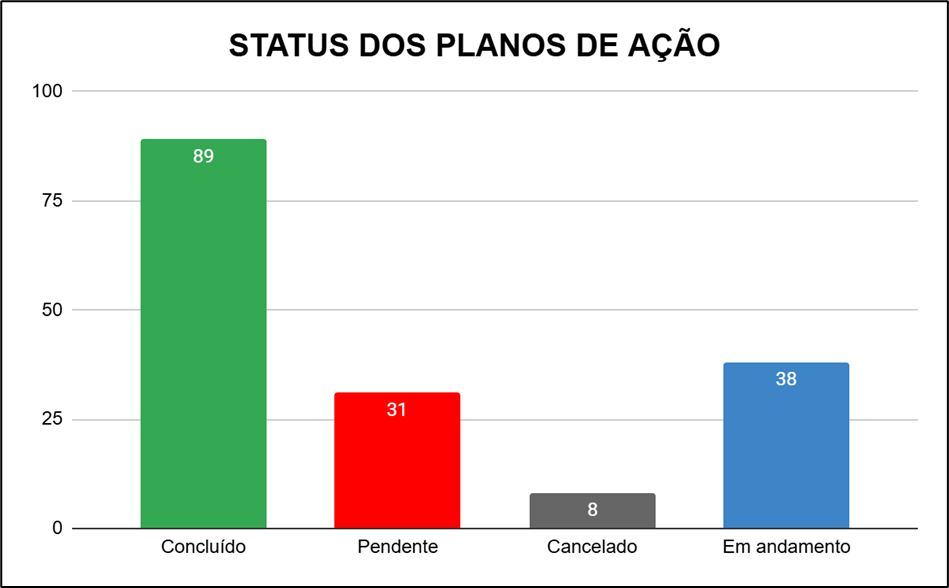 STATUS DOS PLANOS DE AÇÃO
100
75
50
25
0
89
31
8
38
Concluído
Pendente
Cancelado
Em andamento